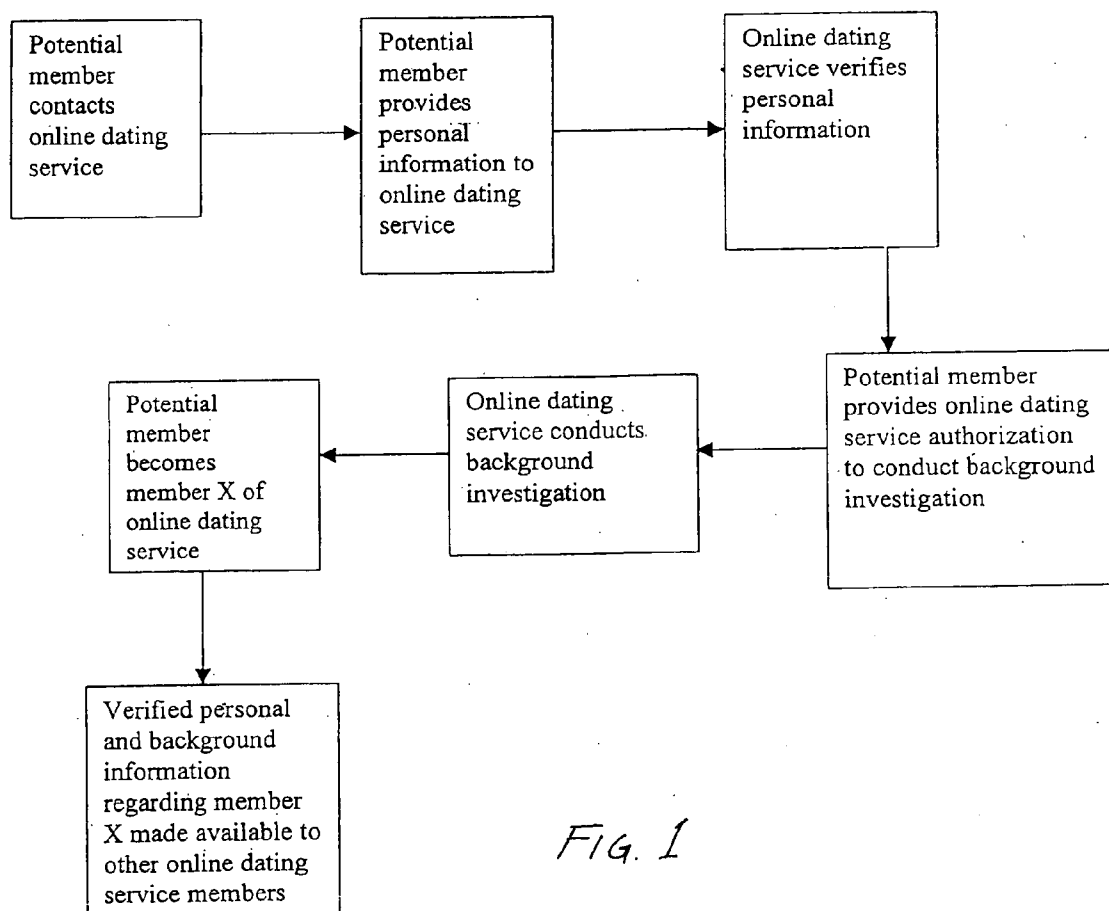 Potential
member
contacts
online dating
service
Potential
member
provides
personal
information to
online dating
service
Online dating
service verifies
personal
information
Potential member
provides online dating
service authorization
to conduct background
investigation
Online dating
service conducts
background
investigation
Potential
member
becomes
member X of
online dating
service
Verified personal
and background
information
regarding member
X made available to
other online dating
service members
FIG. 1